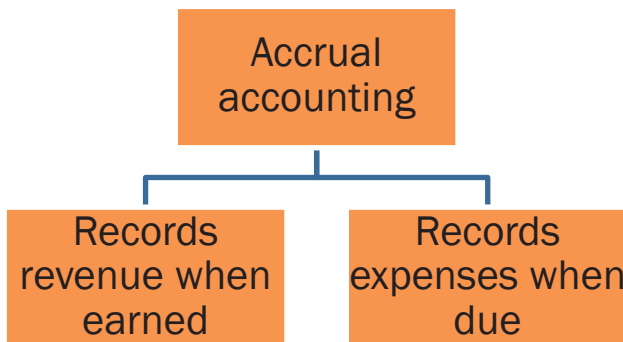 Accrual
accounting
Records
revenue when
earned
Records
expenses when
due